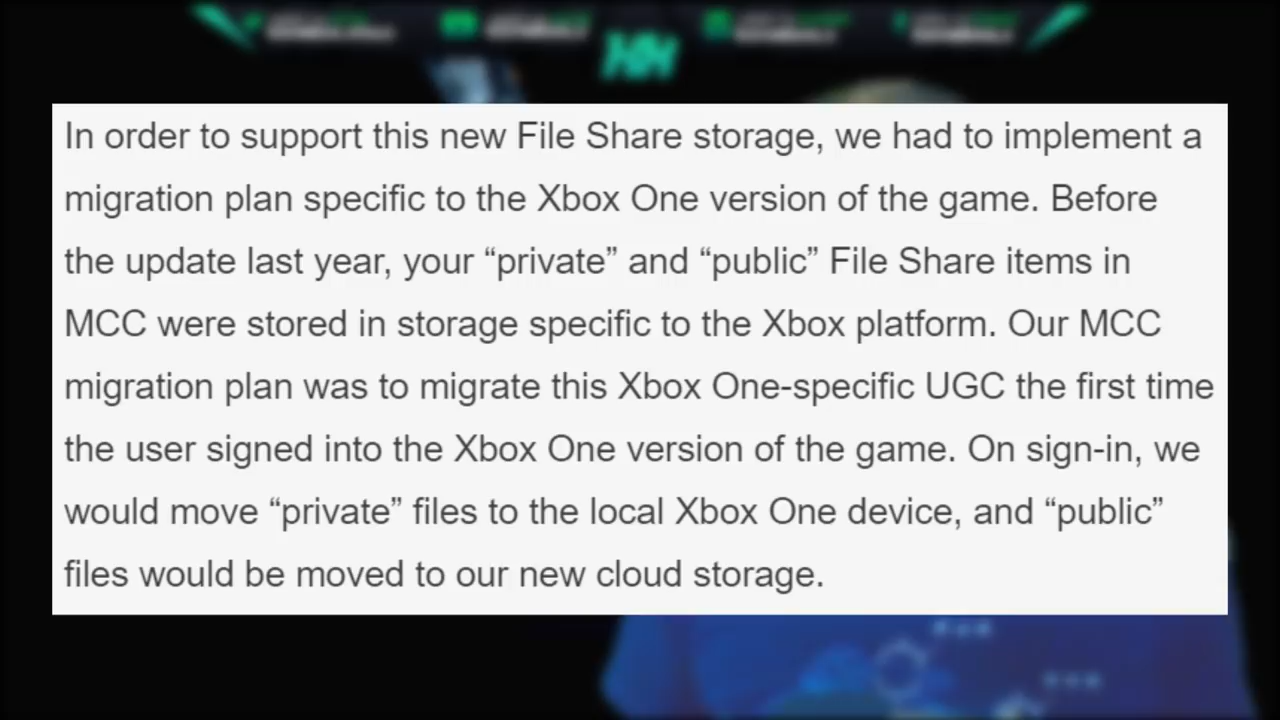 In order to support this new File Share storage, we had to implement a
migration plan specific to the Xbox One version of the game. Before
the update last year, your “private” and “public” File Share items in
MCC were stored in storage specific to the Xbox platform. Our MCC
migration plan was to migrate this Xbox One-specific UGC the first time
the user signed into the Xbox One version of the game. On sign-in, we
would move “private” files to the local Xbox One device, and “public”
files would be moved to our new cloud storage.